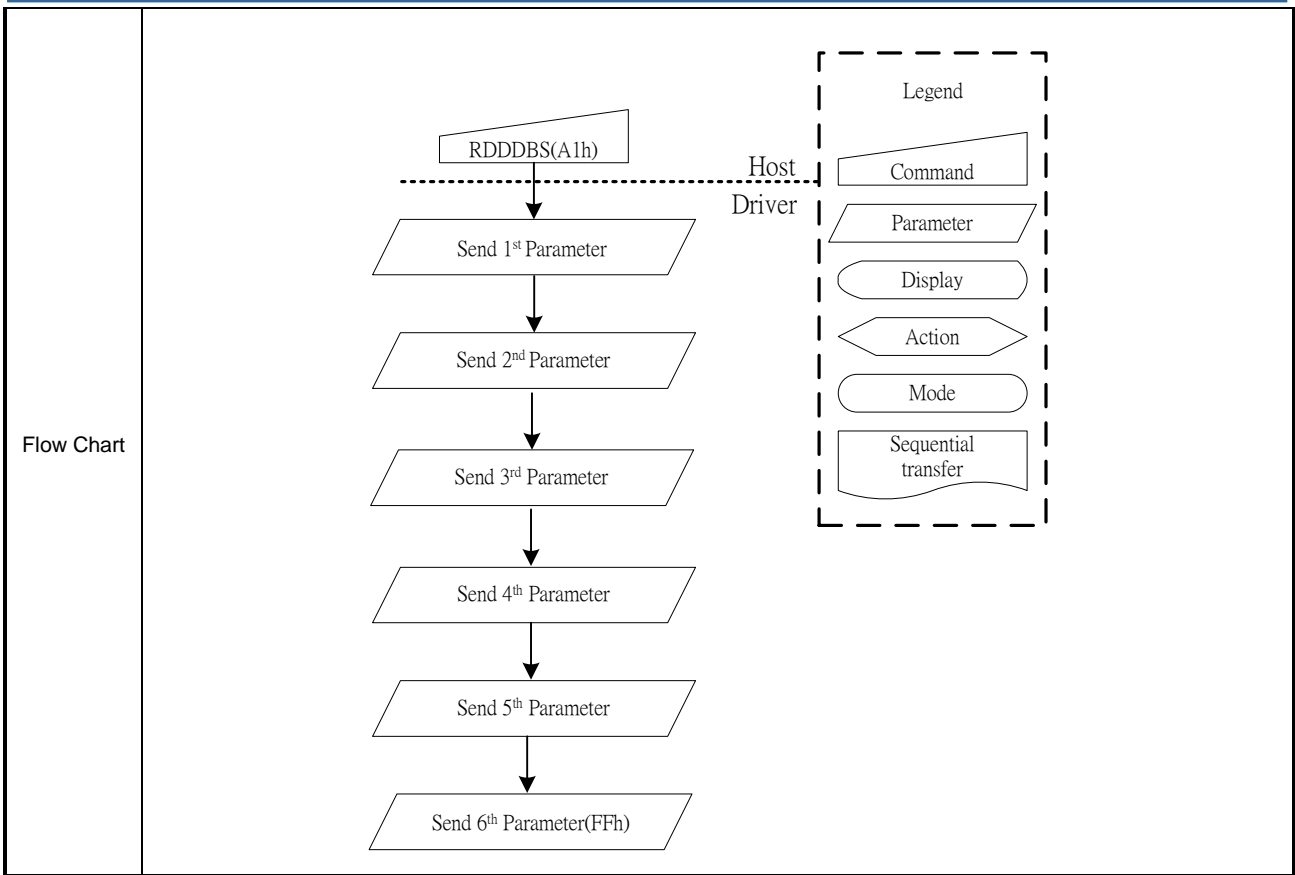 Flow Chart
RDDDBS(A1h)
Host
Driver
Send 1st Parameter
Send 2nd Parameter
Send 3rd Parameter
Send 4th Parameter
Send 5th Parameter
Send 6th Parameter(FFh)
Legend
Command
Parameter
Display
Action
Mode
Sequential
transfer